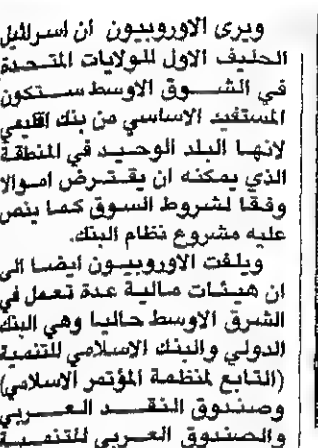 ويرى الاوروبيون ان اسرائيل
الحليف الاول للولايات المتحدة
في الشوق الاوسط ستكون
المستفيد الاساسي من بنك اقليمي
لانها البلد الوحيد في المنطقة
الذي يمكنه ان يقترض اموالا
وفقا لشروط السوق كما ينص
عليه مشروع نظام البنك.
ويلفت الاوروبيون ايضا الى
ان هيئات مالية عدة تعمل في
الشرق الاوسط حاليا وهي البنك
الدولي والبنك الاسلامي للتنمية
(التابع لمنظمة المؤتمر الاسلامي)
وصندوق النقد العربي
والصندوق العربي للتنمية